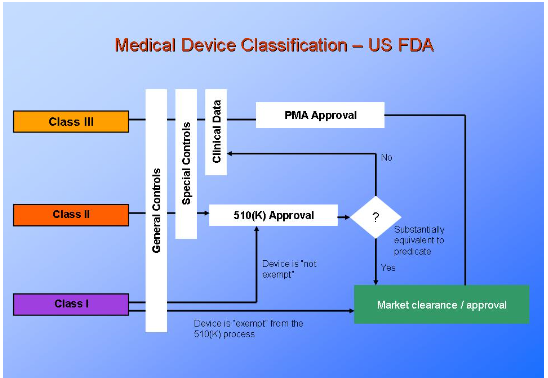 Medical Device Classification – US FDA
Class III
PMA Approval
Clinical Data
Special Controls
General Controls
No
Class II
510(K) Approval
?
Substantially
equivalent to
predicate
Device is "not
exempt"
Yes
Class I
Market clearance / approval
Device is "exempt" from the
510(K) process